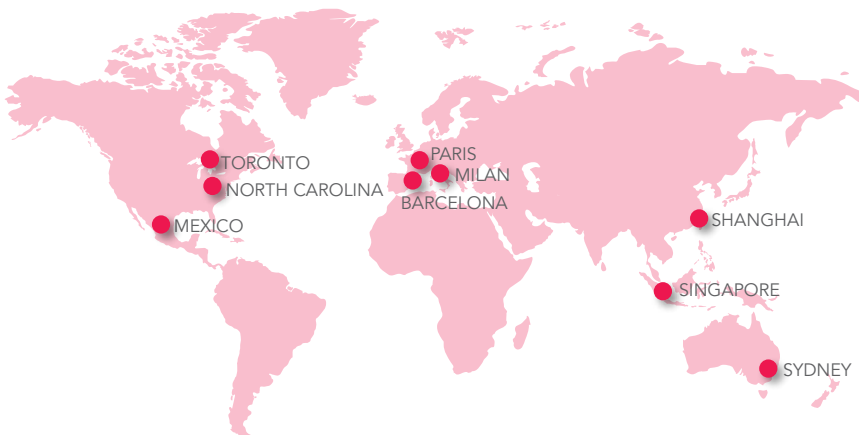 TORONTO
NORTH CAROLINA
MEXICO
PARIS
MILAN
BARCELONA
SHANGHAI
SINGAPORE
SYDNEY